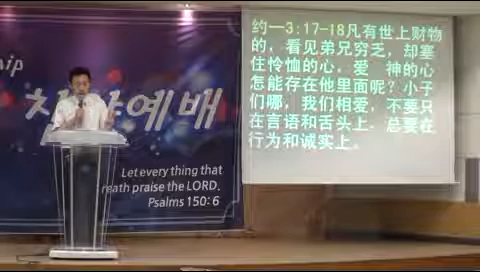 약예배
Let every thing that
reath praise the LORD.
Psalms 150:6
约一3:17-18凡有世上财物
的，看见弟兄穷乏，却塞
住怜恤的心，爱 神的心
怎能存在他里面呢？小子
们哪，我们相爱，不要只
在言语和舌头上．总要在
行为和诚实上。